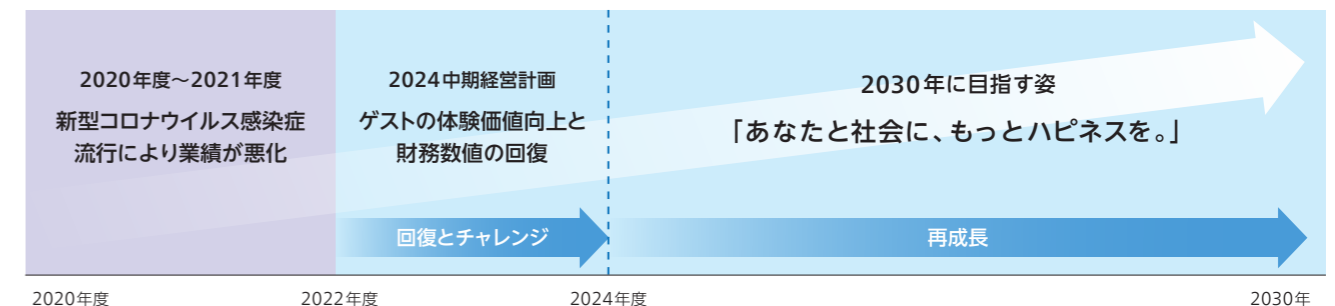 2020年度～2021年度
新型コロナウイルス感染症
流行により業績が悪化
2024中期経営計画
ゲストの体験価値向上と
財務数値の回復
2030年に目指す姿
「あなたと社会に、もっとハピネスを。」
回復とチャレンジ
再成長
2020年度
2022年度
2024年度
2030年